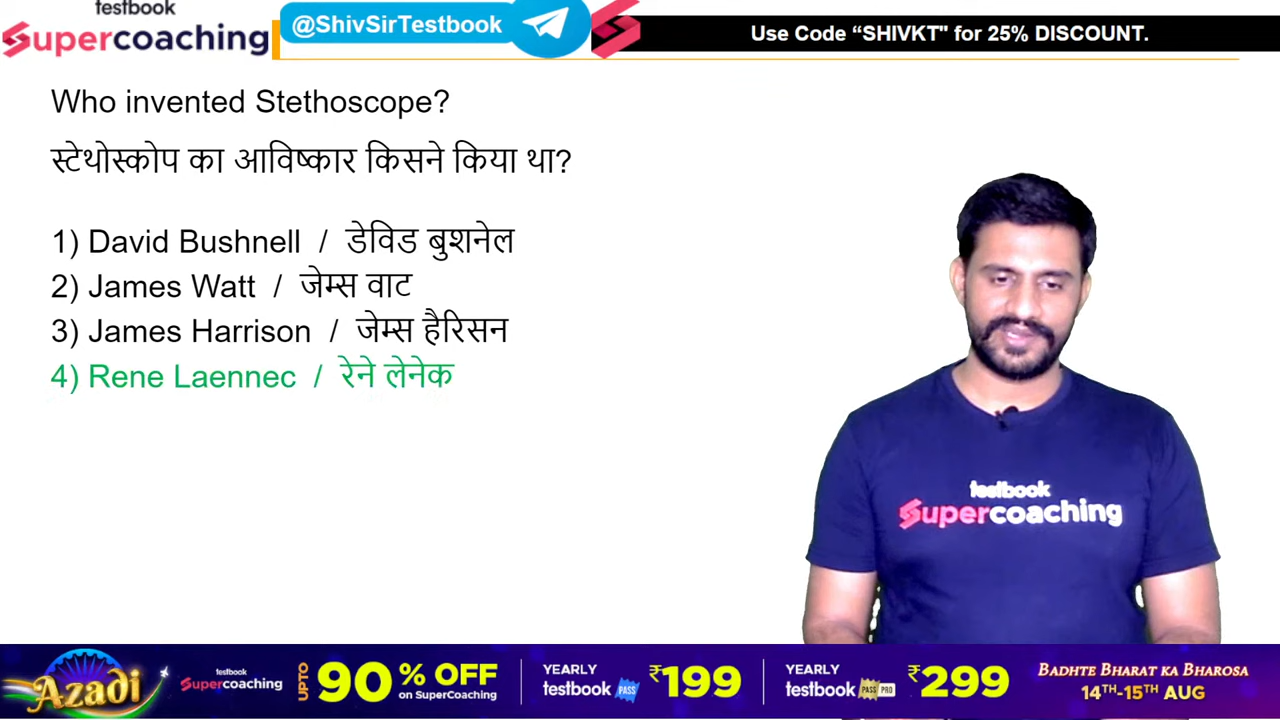 testbook
Supercoaching
@ShivSirTestbook
Use Code “SHIVKT" for 25% DISCOUNT.
Who invented Stethoscope?
स्टेथोस्कोप का आविष्कार किसने किया था?
1) David Bushnell / डेविड बुशनेल
2) James Watt / जेम्स वाट
3) James Harrison / जेम्स हैरिसन
4) Rene Laennec / रेने लेनेक
testbook
Supercoaching
Azadi
testbook
Supercoaching
UPTO 90% OFF
on SuperCoaching
YEARLY
testbook PASS
₹199
YEARLY
testbook PASS PRO
₹299
BADHTE BHARAT KA BHAROSA
14TH-15TH AUG